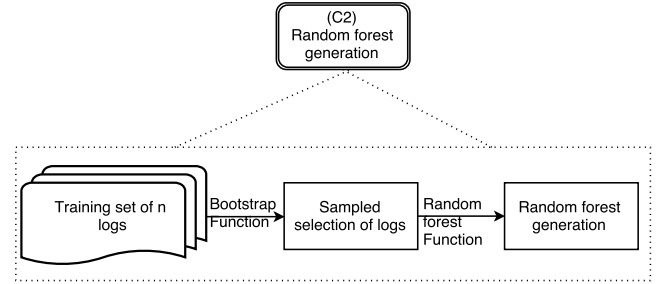 (C2)
Random forest
generation
Training set of n
logs
Bootstrap
Function
Sampled
selection of logs
Random
forest
Function
Random forest
generation